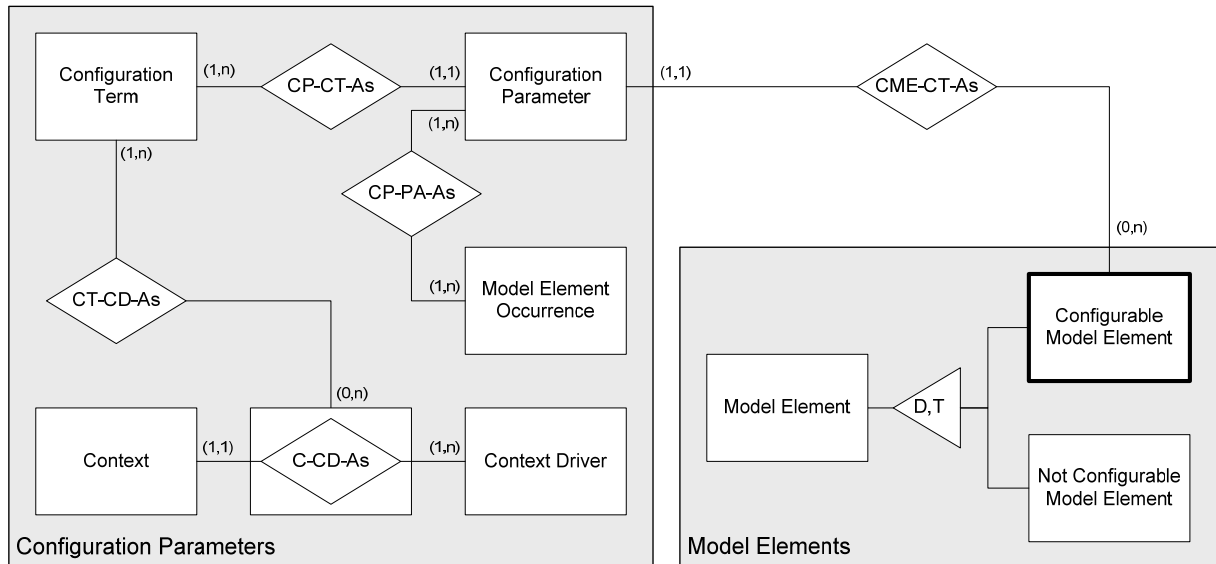 Configuration
Term
(1,n)
CP-CT-As
(1,1)
Configuration
Parameter
(1,1)
CME-CT-As
(1,n)
(1,n)
CP-PA-As
(0,n)
CT-CD-As
(1,n)
Model Element
Occurrence
Configurable
Model Element
Model Element
D,T
(0,n)
Context
(1,1)
C-CD-As
(1,n)
Context Driver
Not Configurable
Model Element
Configuration Parameters
Model Elements